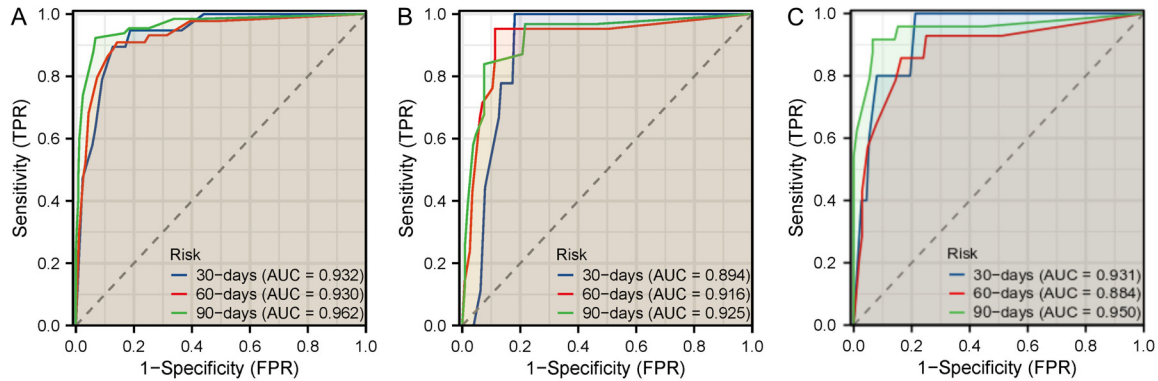 A
1.0
0.8
0.6
0.4
0.2
0.0
Sensitivity (TPR)
Risk
30−days (AUC = 0.932)
60−days (AUC = 0.930)
90−days (AUC = 0.962)
0.0 0.2 0.4 0.6 0.8 1.0
1−Specificity (FPR)
B
1.0
0.8
0.6
0.4
0.2
0.0
Sensitivity (TPR)
Risk
30−days (AUC = 0.894)
60−days (AUC = 0.916)
90−days (AUC = 0.925)
0.0 0.2 0.4 0.6 0.8 1.0
1−Specificity (FPR)
C
1.0
0.8
0.6
0.4
0.2
0.0
Sensitivity (TPR)
Risk
30−days (AUC = 0.931)
60−days (AUC = 0.884)
90−days (AUC = 0.950)
0.0 0.2 0.4 0.6 0.8 1.0
1−Specificity (FPR)